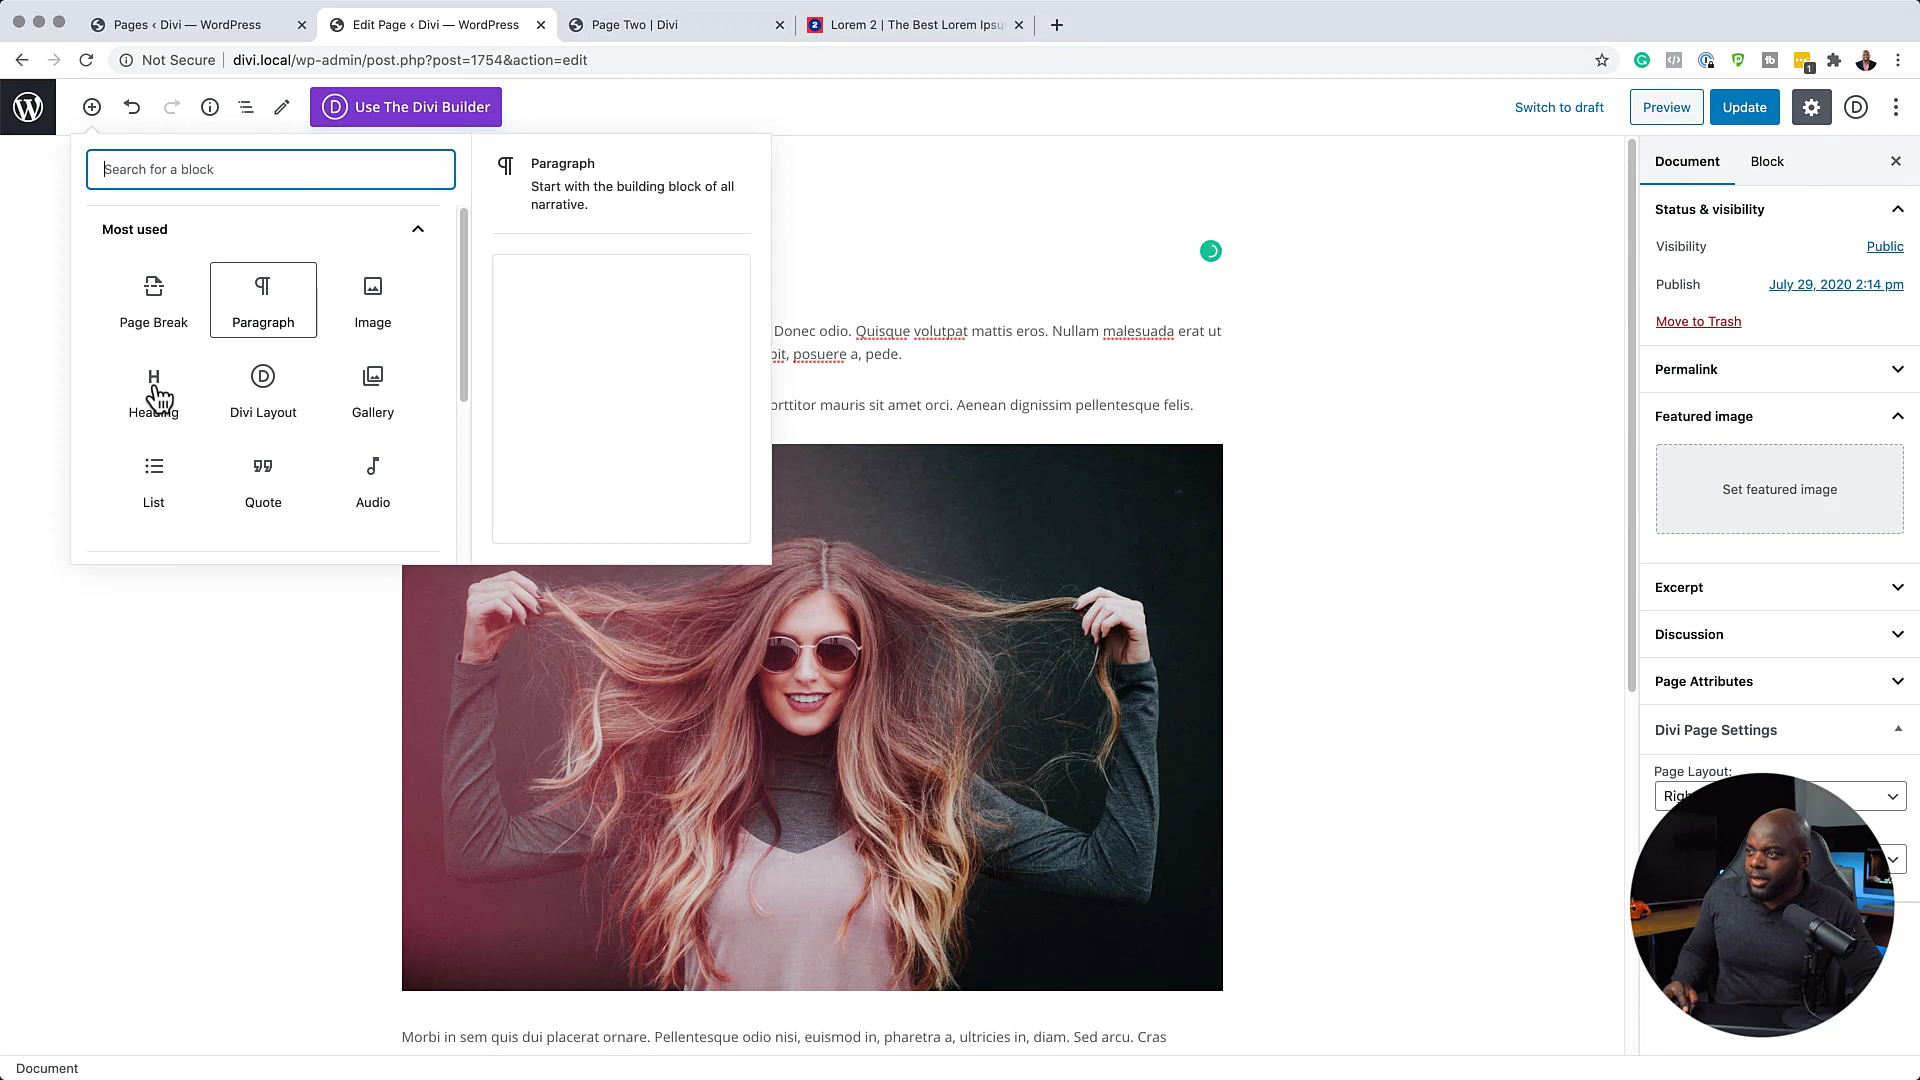 Pages ‹ Divi — WordPress
Edit Page ‹ Divi — WordPress
Page Two | Divi
2 Lorem 2 | The Best Lorem Ipsu
Not Secure divi.local/wp-admin/post.php?post=1754&action=edit
1
Use The Divi Builder
Switch to draft
Preview
Update
Search for a block
Most used
Page Break
Paragraph
Image
Heading
Divi Layout
Gallery
List
Quote
Audio
Paragraph
Start with the building block of all
narrative.
Donec odio. Quisque volutpat mattis eros. Nullam malesuada erat ut
bit, posuere a, pede.
orttitor mauris sit amet orci. Aenean dignissim pellentesque felis.
Morbi in sem quis dui placerat ornare. Pellentesque odio nisi, euismod in, pharetra a, ultricies in, diam. Sed arcu. Cras
Document
Block
Status & visibility
Visibility
Public
Publish
July 29, 2020 2:14 pm
Move to Trash
Permalink
Featured image
Set featured image
Excerpt
Discussion
Page Attributes
Divi Page Settings
Page Layout:
Document